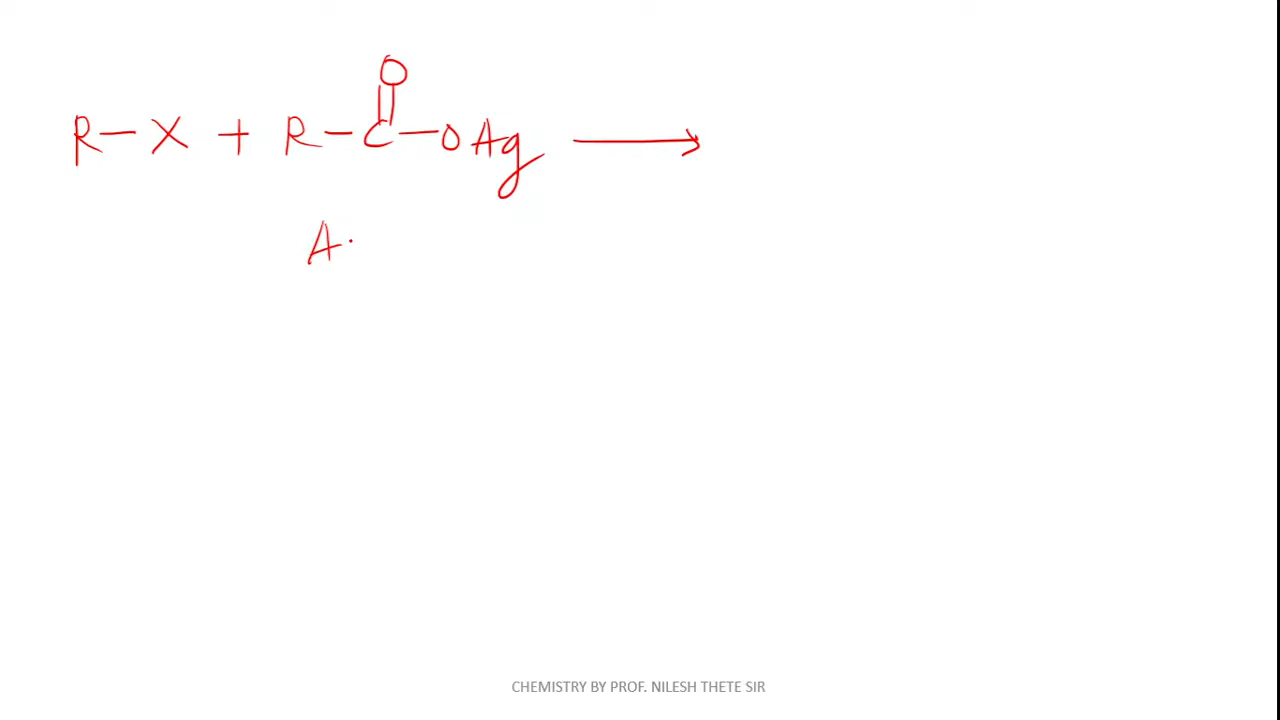 O
R-X + R-C-OAg →
A.
CHEMISTRY BY PROF. NILESH THETE SIR